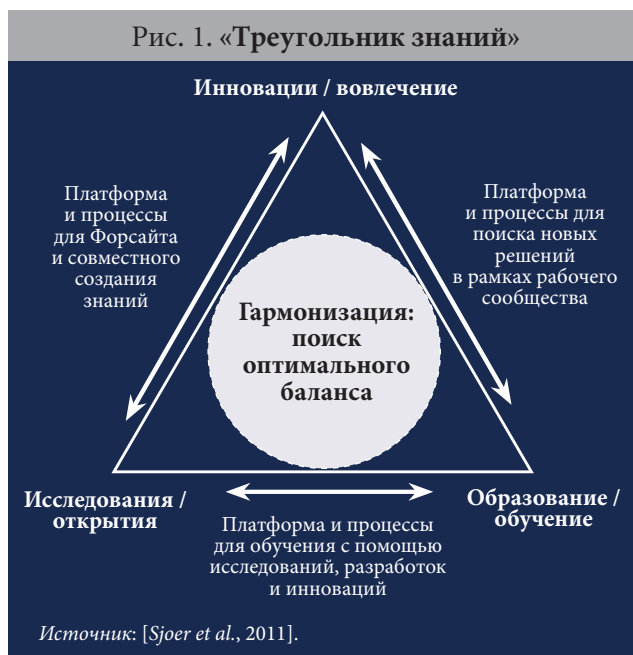 Рис. 1. «Треугольник знаний»
Инновации / вовлечение
Платформа
и процессы
для Форсайта
и совместного
создания
знаний
Платформа
и процессы для
поиска новых
решений
в рамках рабочего
сообщества
Гармонизация:
поиск
оптимального
баланса
Исследования /
открытия
Образование /
обучение
Платформа и процессы
для обучения с помощью
исследований, разработок
и инноваций
Источник: [Sjoer et al., 2011].